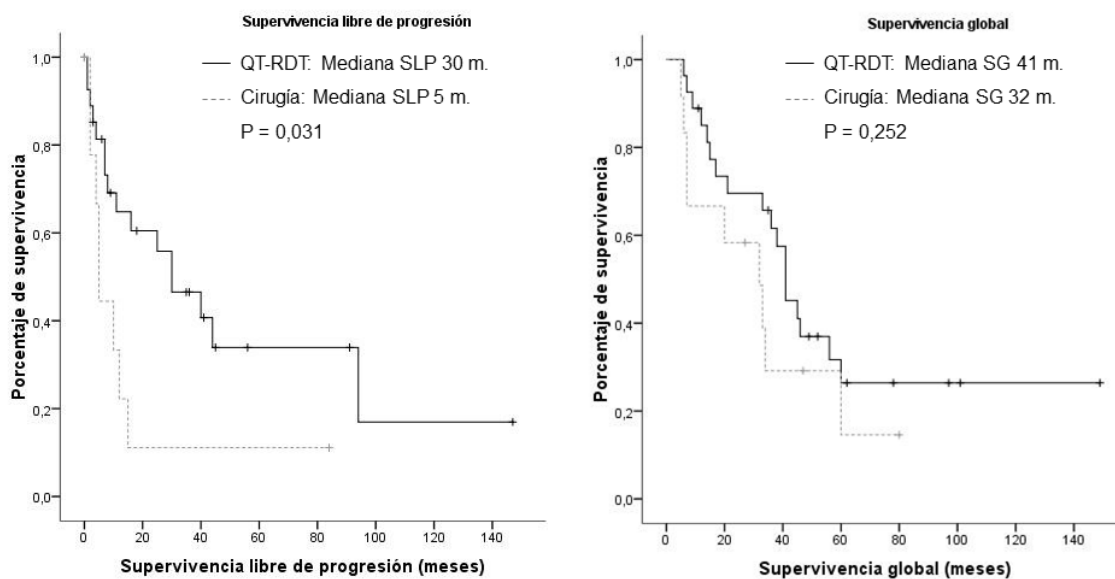 Supervivencia libre de progresión
QT-RDT: Mediana SLP 30 m.
Cirugía: Mediana SLP 5 m.
P = 0,031
Porcentaje de supervivencia
1,0
0,8
0,6
0,4
0,2
0,0
0 20 40 60 80 100 120 140
Supervivencia libre de progresión (meses)
Supervivencia global
QT-RDT: Mediana SG 41 m.
Cirugía: Mediana SG 32 m.
P = 0,252
Porcentaje de supervivencia
1,0
0,8
0,6
0,4
0,2
0,0
0 20 40 60 80 100 120 140
Supervivencia global (meses)